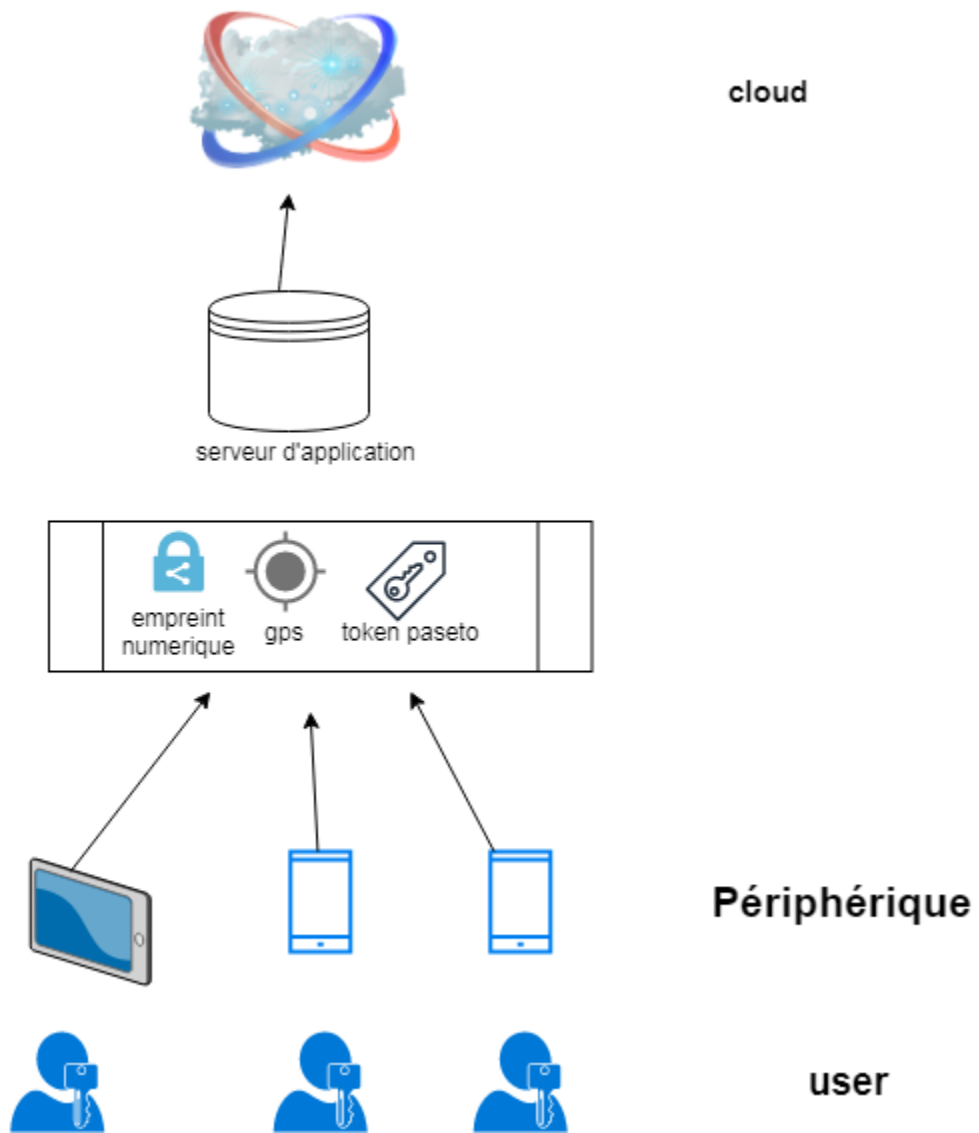 cloud
serveur d'application
empreint
numerique
gps
token paseto
Périphérique
user